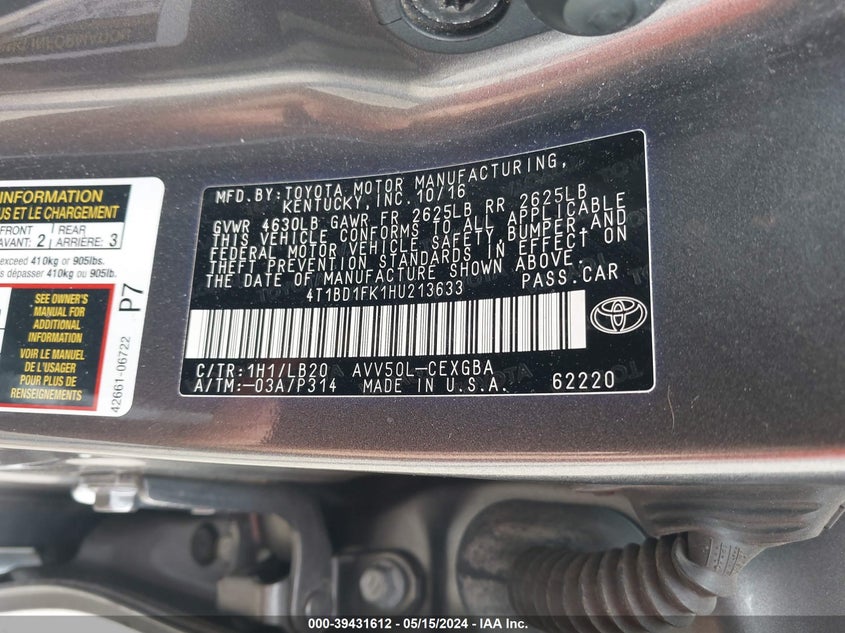 INFORMATION
US ET LE CHARGEMENT
FRONT
AVANT: 2
REAR
ARRIÈRE: 3
exceed 410kg or 905lbs.
dépasser 410kg ou 905lb.
SEE OWNER'S
MANUAL FOR
ADDITIONAL
INFORMATION
VOIR LE MANUEL
DE L'USAGER
POUR PLUS DE
RENSEIGNEMENTS
P7
42661-06722
MFD.BY:TOYOTA MOTOR MANUFACTURING,
KENTUCKY, INC. 10/16
GVWR 4630LB GAWR FR 2625LB RR 2625LB
THIS VEHICLE CONFORMS TO ALL APPLICABLE
FEDERAL MOTOR VEHICLE SAFETY, BUMPER, AND
THEFT PREVENTION STANDARDS IN EFFECT ON
THE DATE OF MANUFACTURE SHOWN ABOVE.
4T1BD1FK1HU213633 PASS.CAR
C/TR:1H1/LB20 AVV50L-CEXGBA
A/TM:-03A/P314 MADE IN U.S.A. 62220
000-39431612 - 05/15/2024 - IAA Inc.